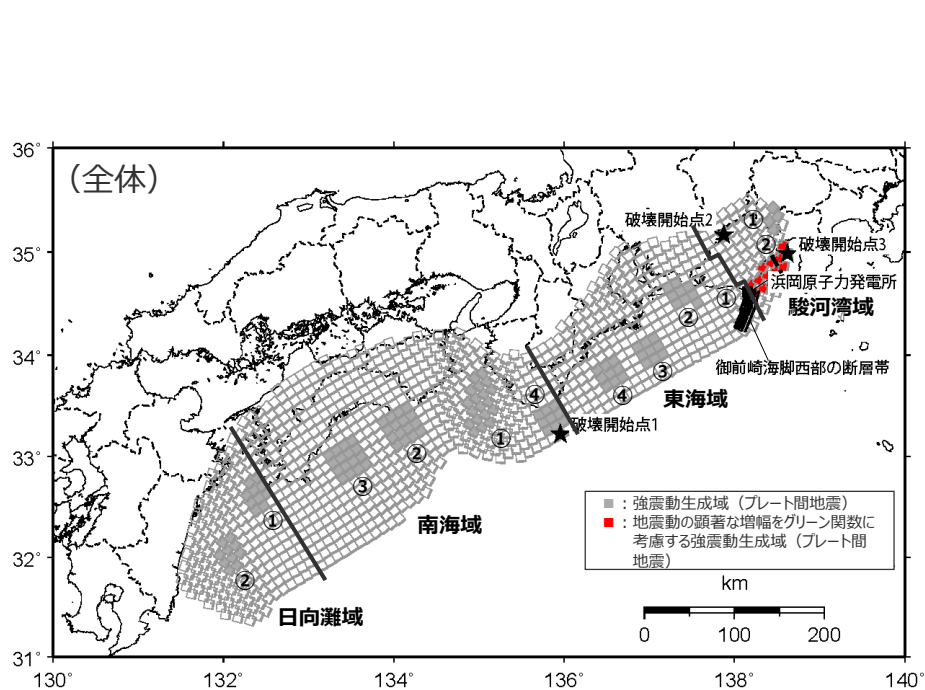 （全体）
36°
35°
34°
33°
32°
31°
130°
132°
134°
136°
138°
140°
破壊開始点2
①
②
破壊開始点3
浜岡原子力発電所
駿河湾域
①
②
御前崎海脚西部の断層帯
③
④
東海域
④
破壊開始点1
①
②
③
南海域
①
②
日向灘域
■：強震動生成域（プレート間地震）
■：地震動の顕著な増幅をグリーン関数に
考慮する強震動生成域（プレート間
地震）
km
0 100 200